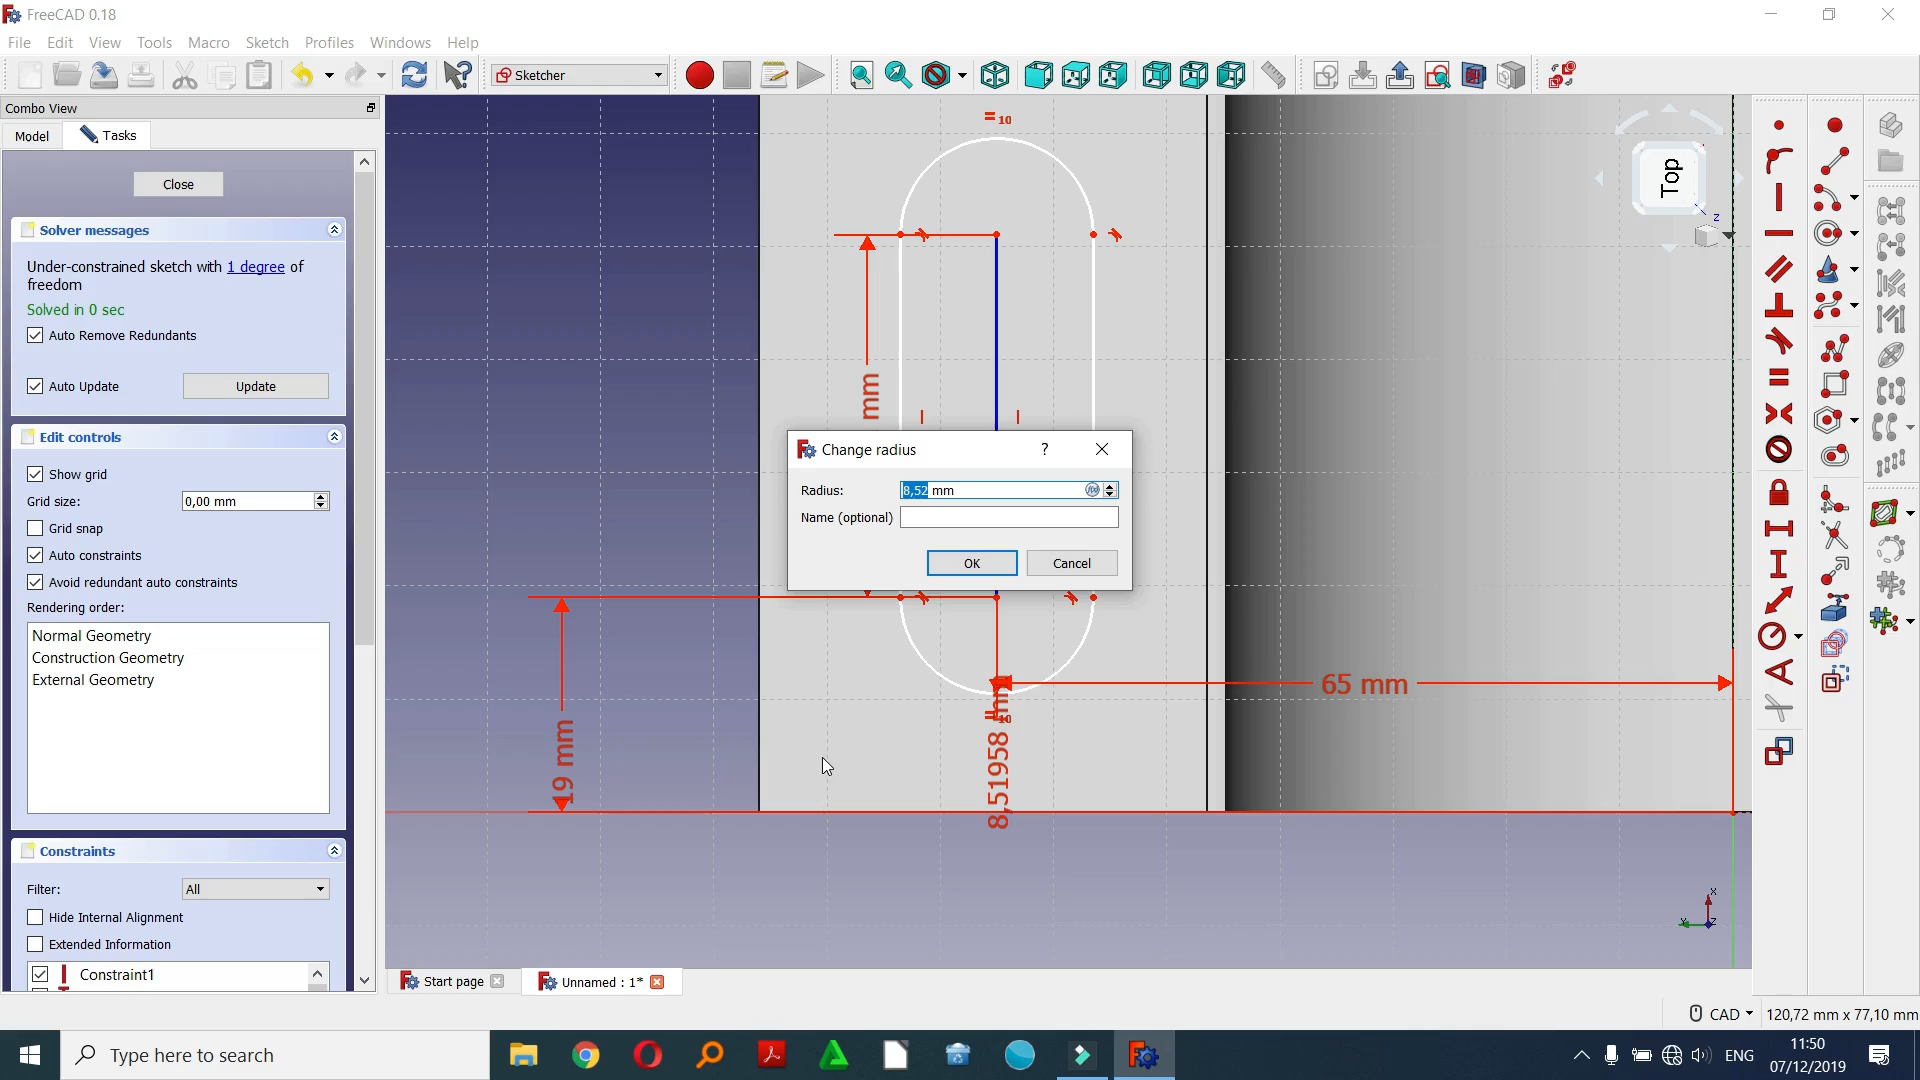 FreeCAD 0.18
File Edit View Tools Macro Sketch Profiles Windows Help
Sketcher
Combo View
Model Tasks
Close
Solver messages
Under-constrained sketch with 1 degree of
freedom
Solved in 0 sec
Auto Remove Redundants
Auto Update Update
Edit controls
Show grid
Grid size: 0,00 mm
Grid snap
Auto constraints
Avoid redundant auto constraints
Rendering order:
Normal Geometry
Construction Geometry
External Geometry
Constraints
Filter: All
Hide Internal Alignment
Extended Information
Constraint1
10
mm
Top
z
Change radius ?
Radius: 8,52 mm
Name (optional)
OK Cancel
65 mm
10
19 mm
8,51958 mm
x
Y
Z
Start page
Unnamed : 1*
CAD 120,72 mm x 77,10 mm
Type here to search
ENG
11:50
07/12/2019